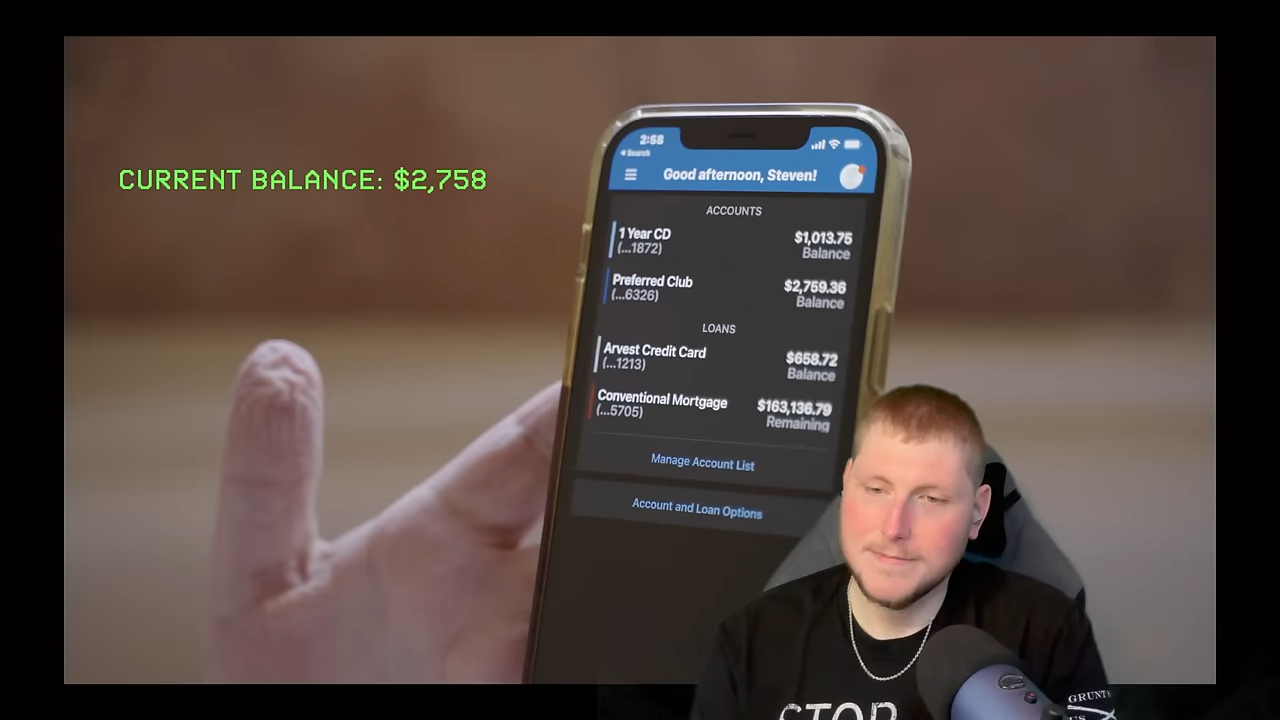 CURRENT BALANCE: $2,758
2:58
Search
Good afternoon, Steven!
ACCOUNTS
1 Year CD $1,013.75
(...1872) Balance
Preferred Club $2,759.36
(...6326) Balance
LOANS
Arvest Credit Card $658.72
(...1213) Balance
Conventional Mortgage $163,136.79
(...5705) Remaining
Manage Account List
Account and Loan Options
STOP
GRUNT